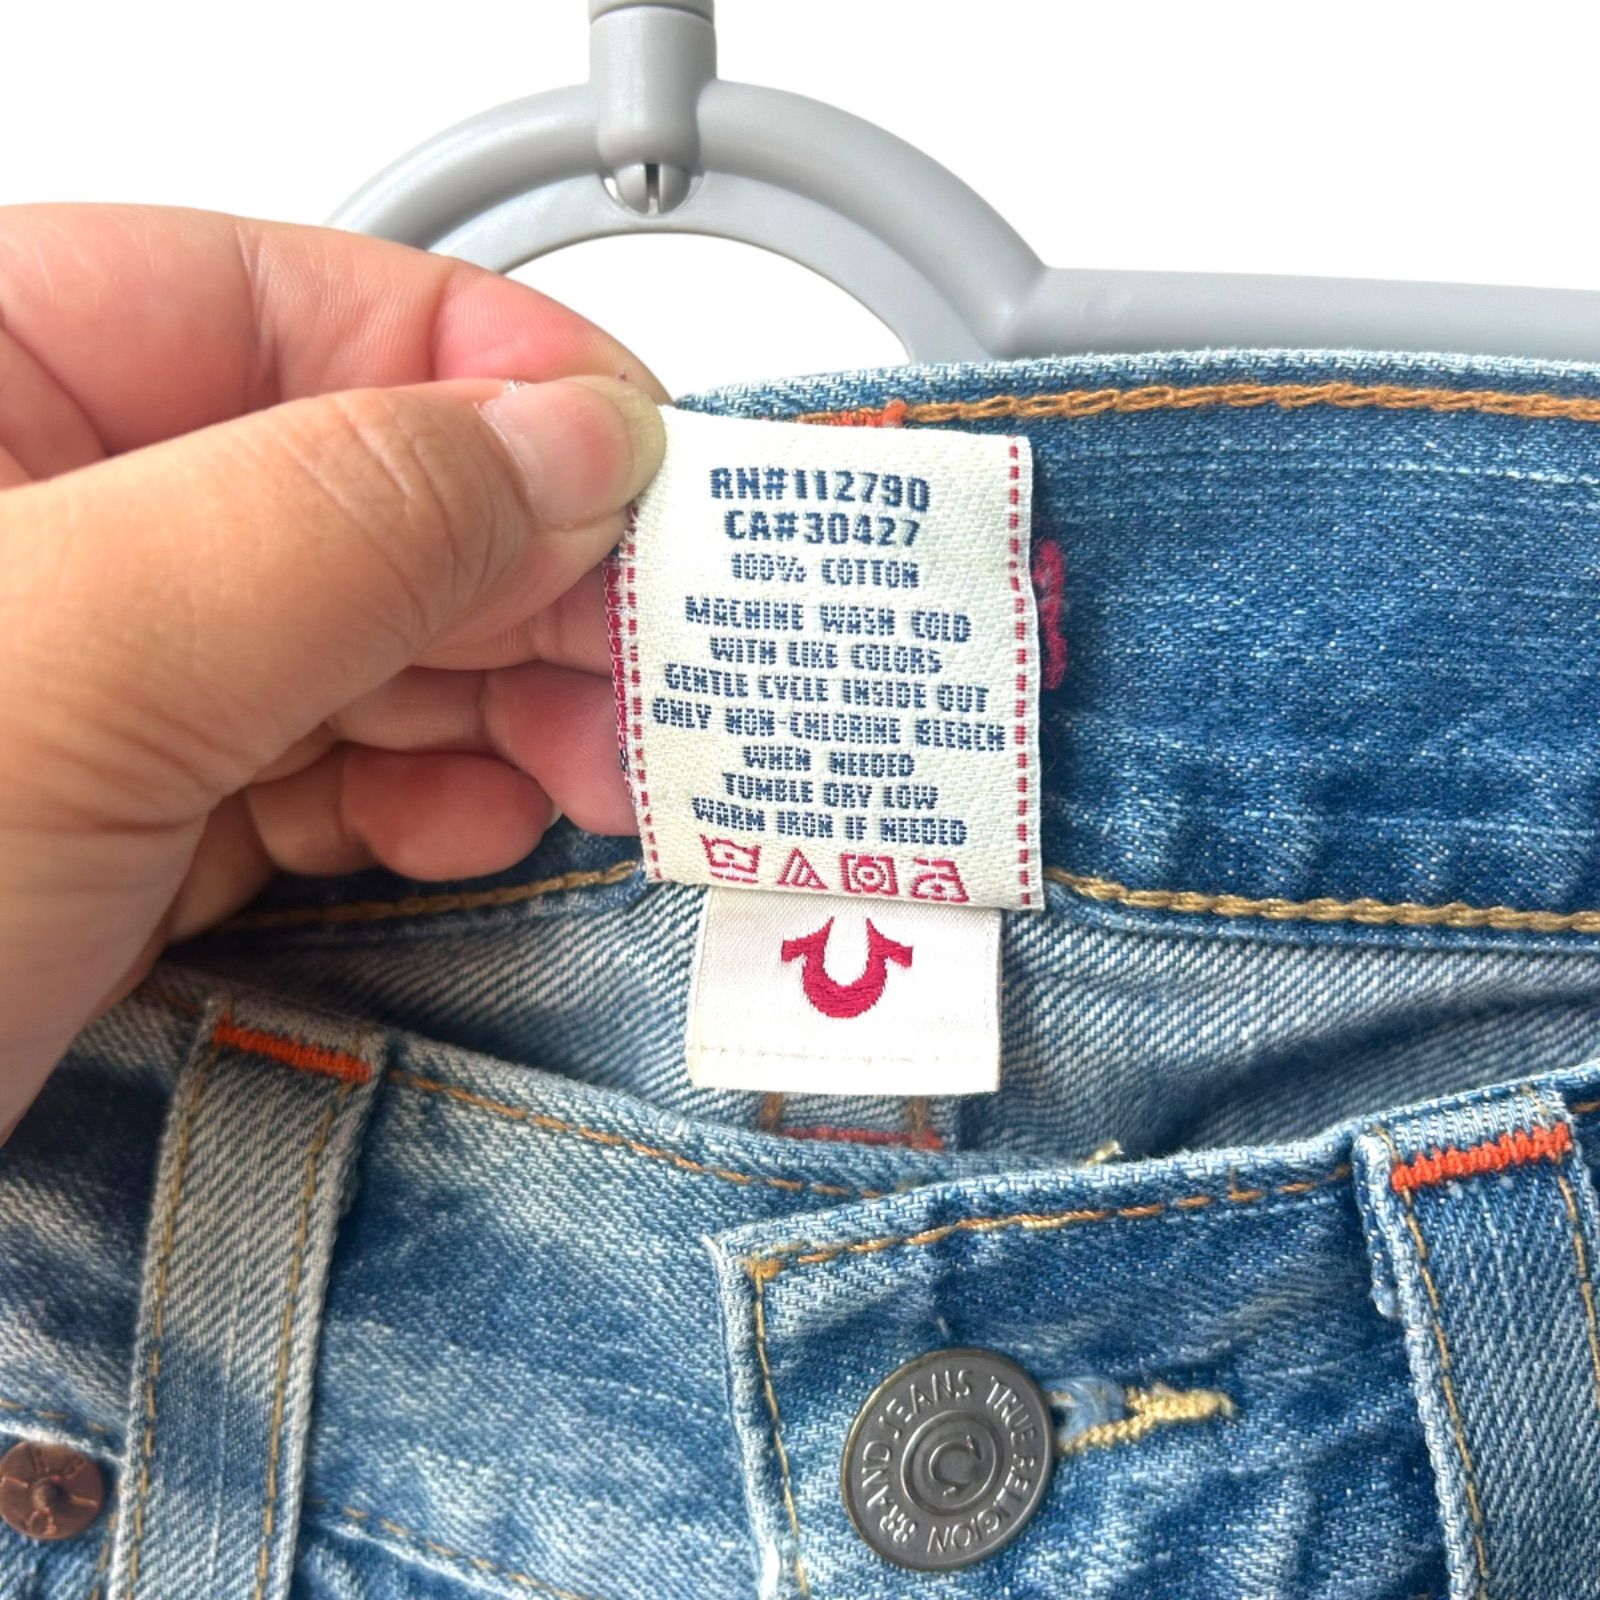 RN#112790
CA#30427
100% COTTON
MACHINE WASH COLD
WITH LIKE COLORS
GENTLE CYCLE INSIDE OUT
ONLY NON-CHLORINE BLEACH
WHEN NEEDED
TUMBLE DRY LOW
WARM IRON IF NEEDED
TRUE RELIGION BRAND JEANS